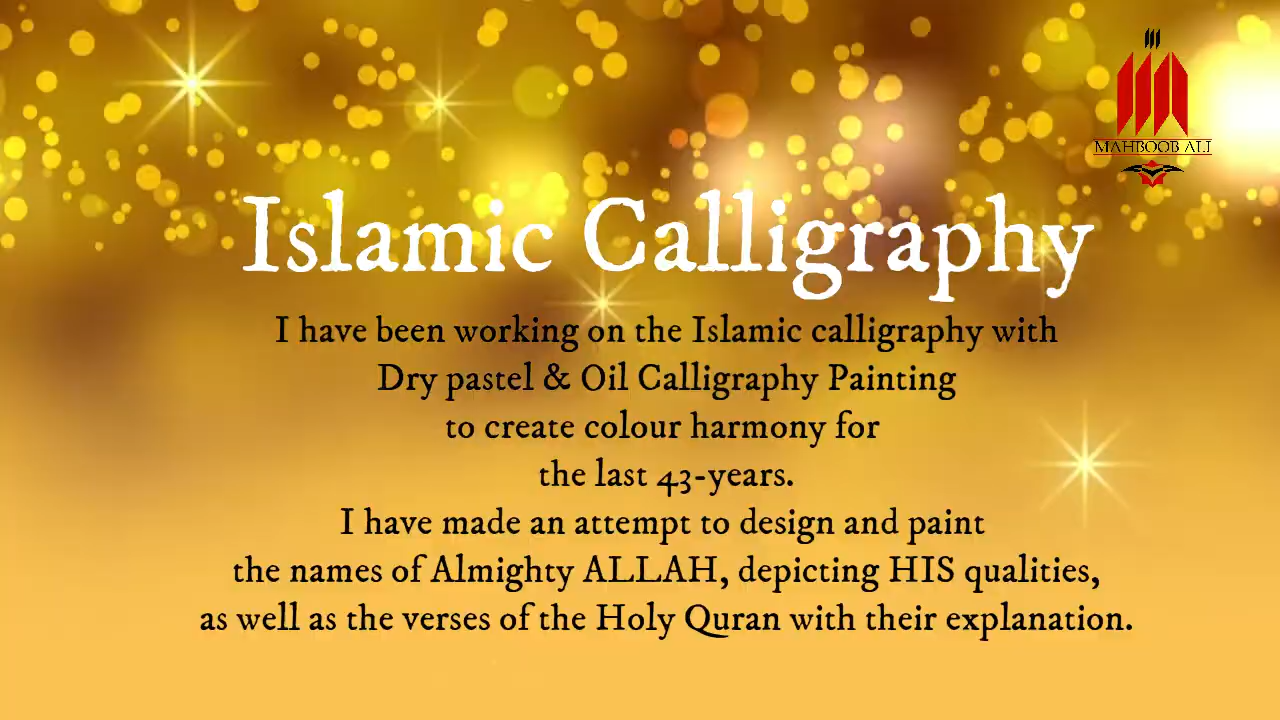 MAHBOOB ALI
Islamic Calligraphy
I have been working on the Islamic calligraphy with
Dry pastel & Oil Calligraphy Painting
to create colour harmony for
the last 43-years.
I have made an attempt to design and paint
the names of Almighty ALLAH, depicting HIS qualities,
as well as the verses of the Holy Quran with their explanation.